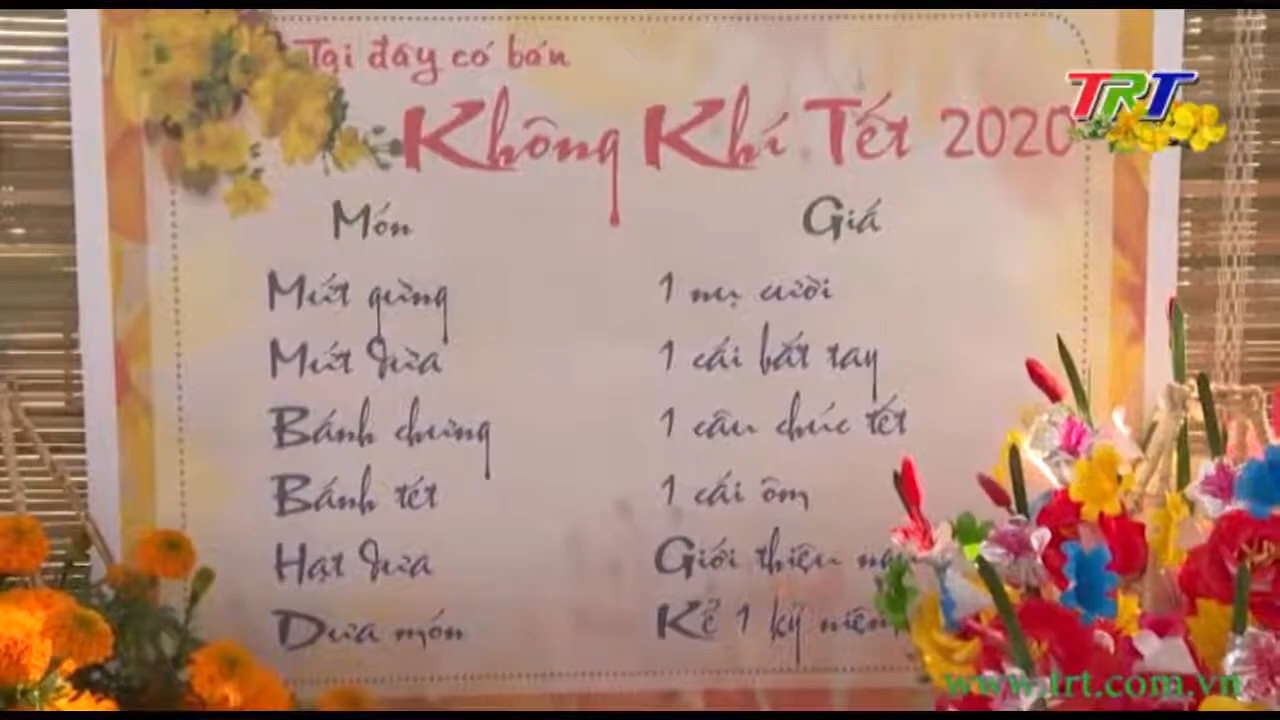 Tại đây có bán
TRT
Không Khí Tết 2020
Món Giá
Mứt gừng 1 nụ cười
Mứt dừa 1 cái bắt tay
Bánh chưng 1 câu chúc tết
Bánh tét 1 cái ôm
Hạt dưa Giới thiệu
Dưa món Kể 1 kỷ niệm
www.trt.com.vn